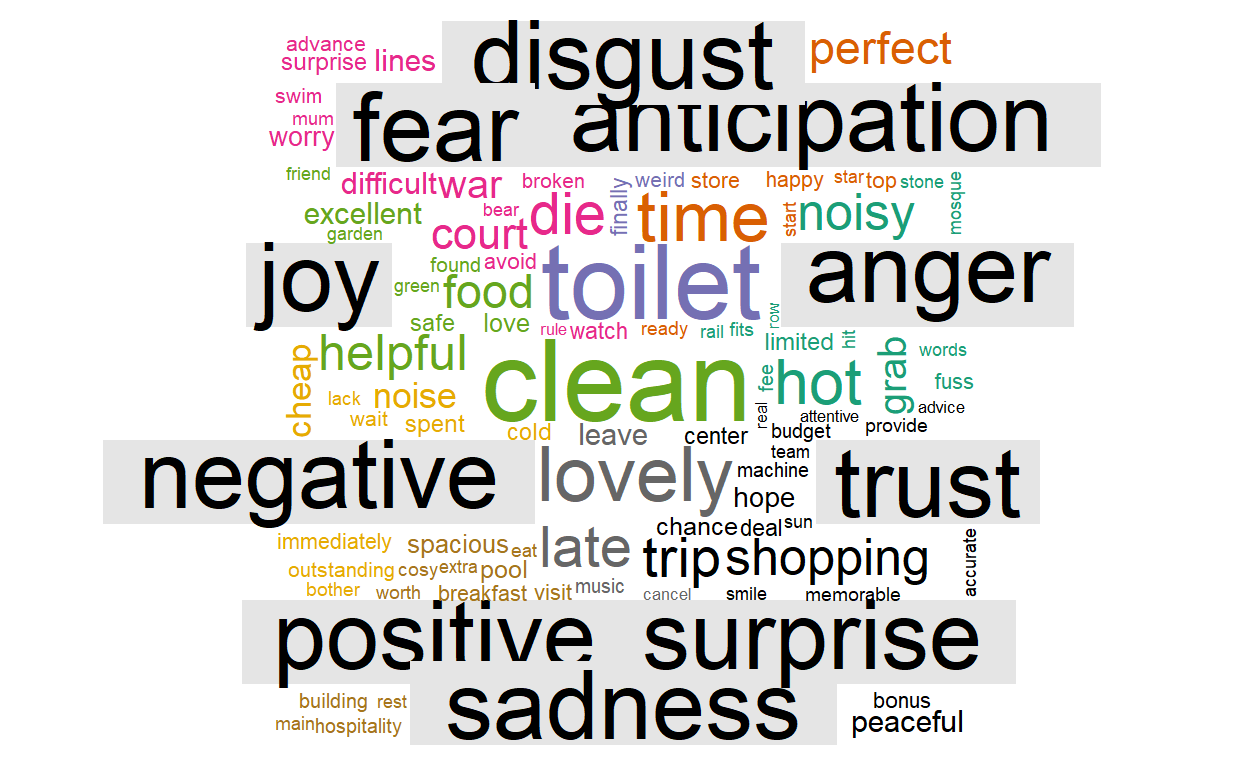 disgust
advance
surprise lines
perfect
swim
mum
worry
fear anticipation
friend difficult war broken finally weird store happy star top stone mosque
excellent bear die time start noisy
garden court
joy found avoid toilet anger
green food
safe love rule watch ready rail fits row
helpful limited hit
cheap clean hot grab words
lack noise fee fuss
wait spent real attentive advice
cold leave center budget provide
team
negative lovely machine trust
hope
chance deal sun
immediately spacious eat late trip shopping accurate
outstanding cosy extra pool
bother worth breakfast visit music cancel smile memorable
positive surprise
building rest sadness bonus
main hospitality peaceful